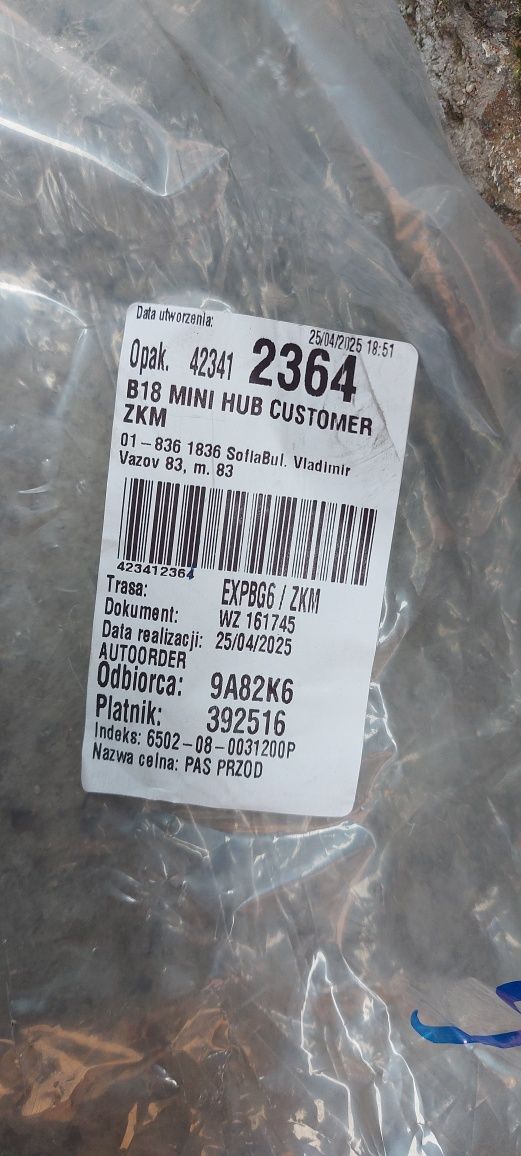 Data utworzenia:
25/04/2025 18:51
Opak. 42341 2364
B18 MINI HUB CUSTOMER
ZKM
01-836 1836 SofiaBul. Vladimir
Vazov 83, m. 83
423412364
Trasa: EXPBG6 / ZKM
Dokument: WZ 161745
Data realizacji: 25/04/2025
AUTOORDER
Odbiorca: 9A82K6
Płatnik: 392516
Indeks: 6502-08-0031200P
Nazwa celna: PAS PRZOD